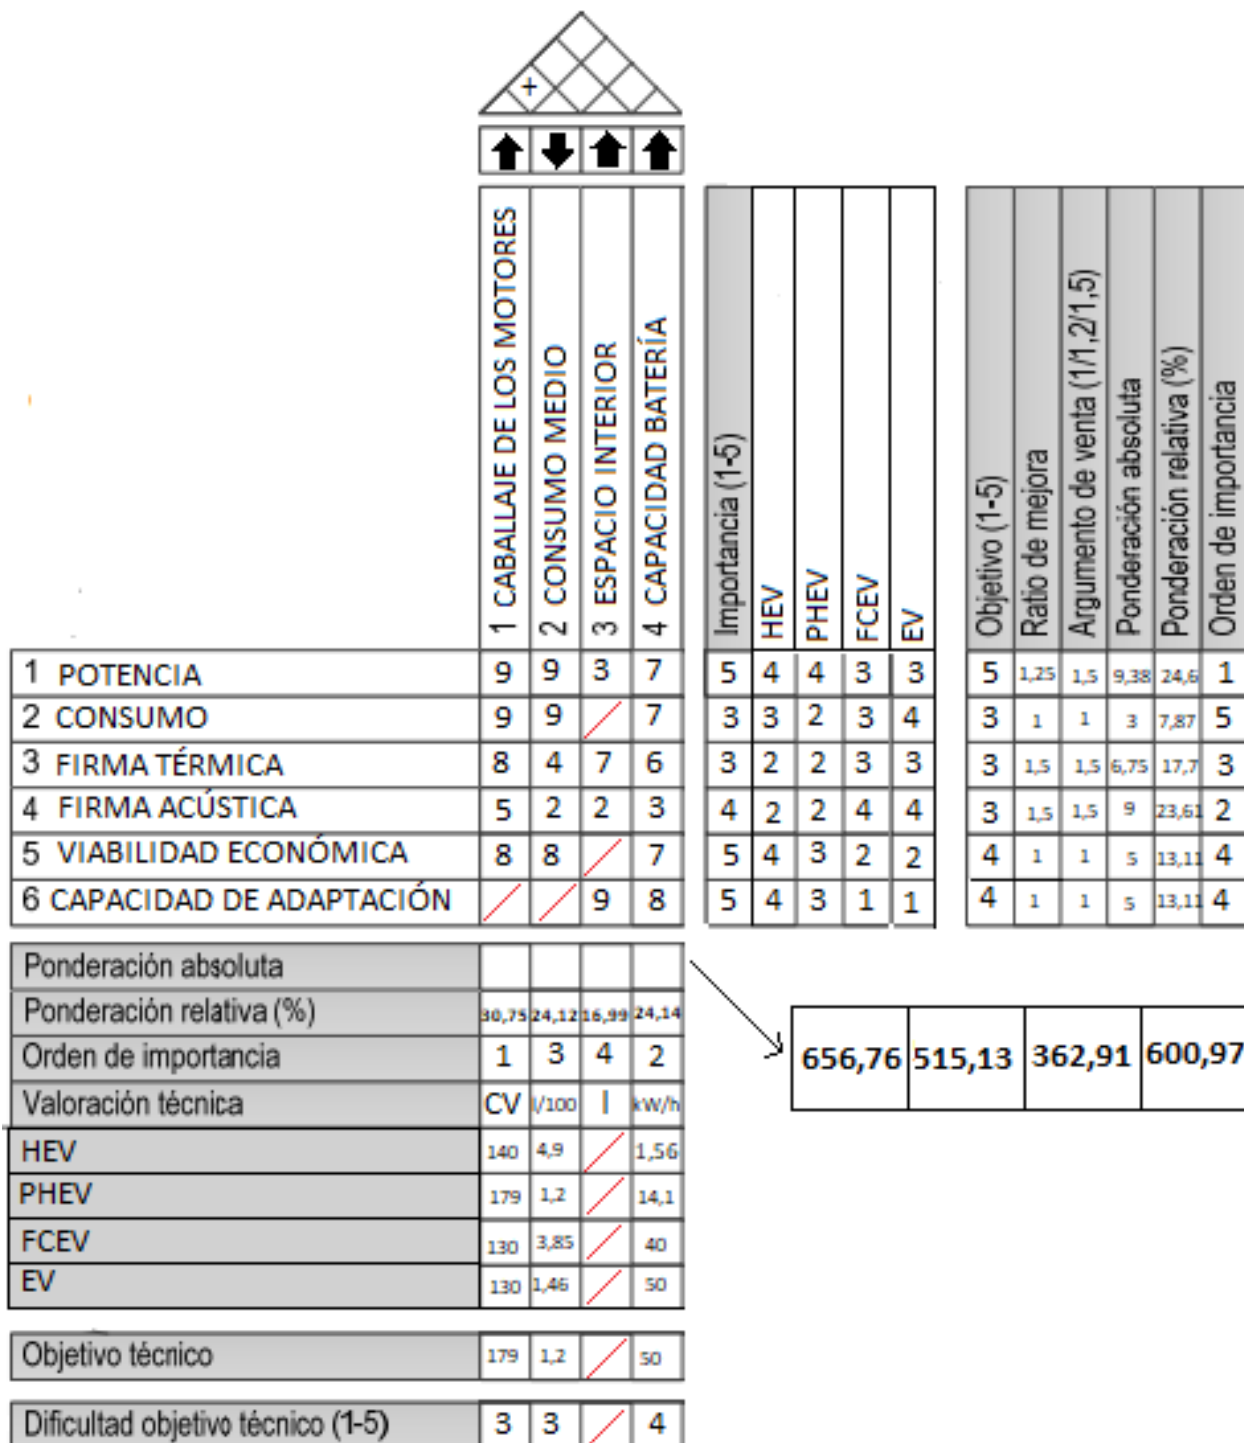 +
1 CABALLAJE DE LOS MOTORES
2 CONSUMO MEDIO
3 ESPACIO INTERIOR
4 CAPACIDAD BATERÍA
Importancia (1-5)
HEV
PHEV
FCEV
EV
Objetivo (1-5)
Ratio de mejora
Argumento de venta (1/1,2/1,5)
Ponderación absoluta
Ponderación relativa (%)
Orden de importancia
1 POTENCIA 9 9 3 7 5 4 4 3 3 5 1,25 1,5 9,38 24,6 1
2 CONSUMO 9 9 7 3 3 2 3 4 3 1 1 3 7,87 5
3 FIRMA TÉRMICA 8 4 7 6 3 2 2 3 3 3 1,5 1,5 6,75 17,7 3
4 FIRMA ACÚSTICA 5 2 2 3 4 2 2 4 4 3 1,5 1,5 9 23,61 2
5 VIABILIDAD ECONÓMICA 8 8 7 5 4 3 2 2 4 1 1 5 13,11 4
6 CAPACIDAD DE ADAPTACIÓN 9 8 5 4 3 1 1 4 1 1 5 13,11 4
Ponderación absoluta
Ponderación relativa (%) 30,75 24,12 16,99 24,14
Orden de importancia 1 3 4 2
656,76 515,13 362,91 600,97
Valoración técnica CV l/100 l kW/h
HEV 140 4,9 1,56
PHEV 179 1,2 14,1
FCEV 130 3,85 40
EV 130 1,46 50
Objetivo técnico 179 1,2 50
Dificultad objetivo técnico (1-5) 3 3 4